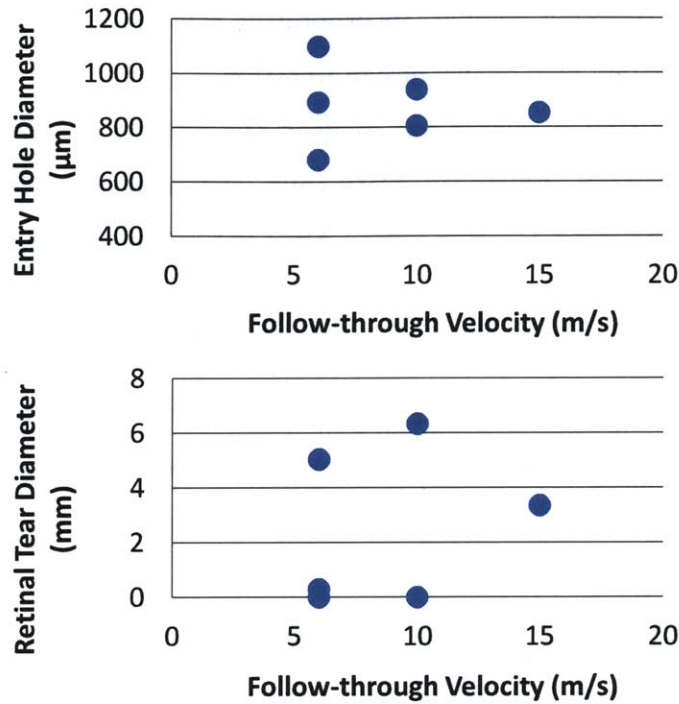 Entry Hole Diameter
(μm)
1200
1000
800
600
400
0 5 10 15 20
Follow-through Velocity (m/s)
Retinal Tear Diameter
(mm)
8
6
4
2
0
0 5 10 15 20
Follow-through Velocity (m/s)